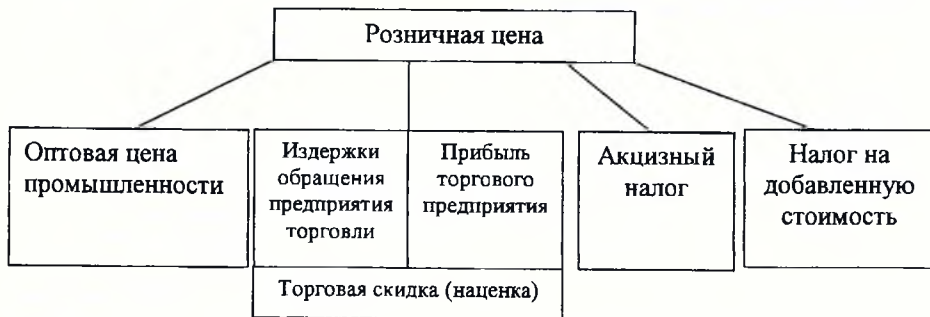 Розничная цена
Оптовая цена
промышленности
Издержки
обращения
предприятия
торговли
Прибыль
торгового
предприятия
Акцизный
налог
Налог на
добавленную
стоимость
Торговая скидка (наценка)